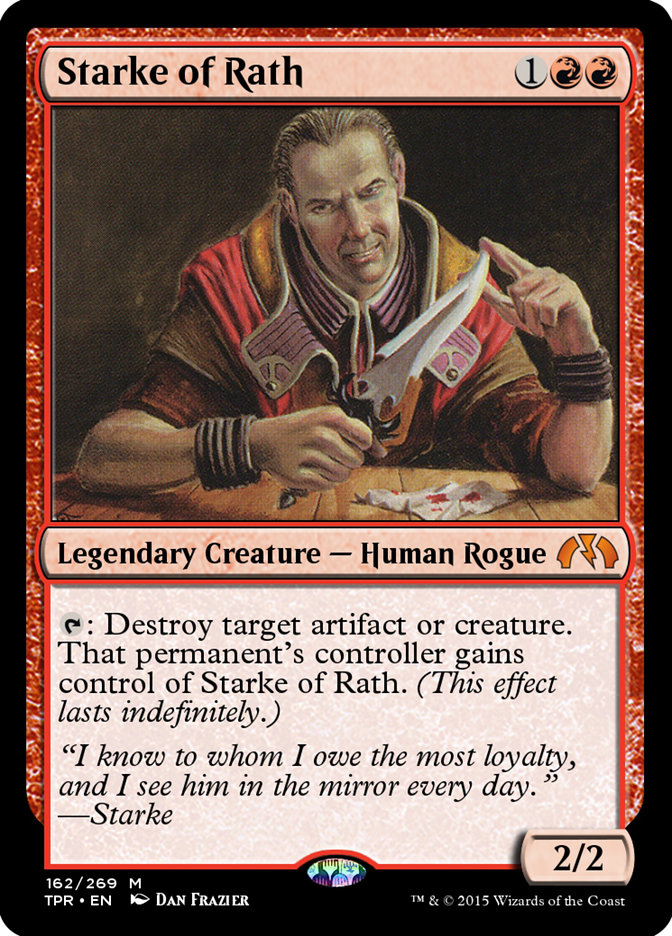 Starke of Rath 1
Legendary Creature — Human Rogue
: Destroy target artifact or creature.
That permanent's controller gains
control of Starke of Rath. (This effect
lasts indefinitely.)
“I know to whom I owe the most loyalty,
and I see him in the mirror every day.”
—Starke
2/2
162/269 M
TPR • EN Dan Frazier ™ & © 2015 Wizards of the Coast